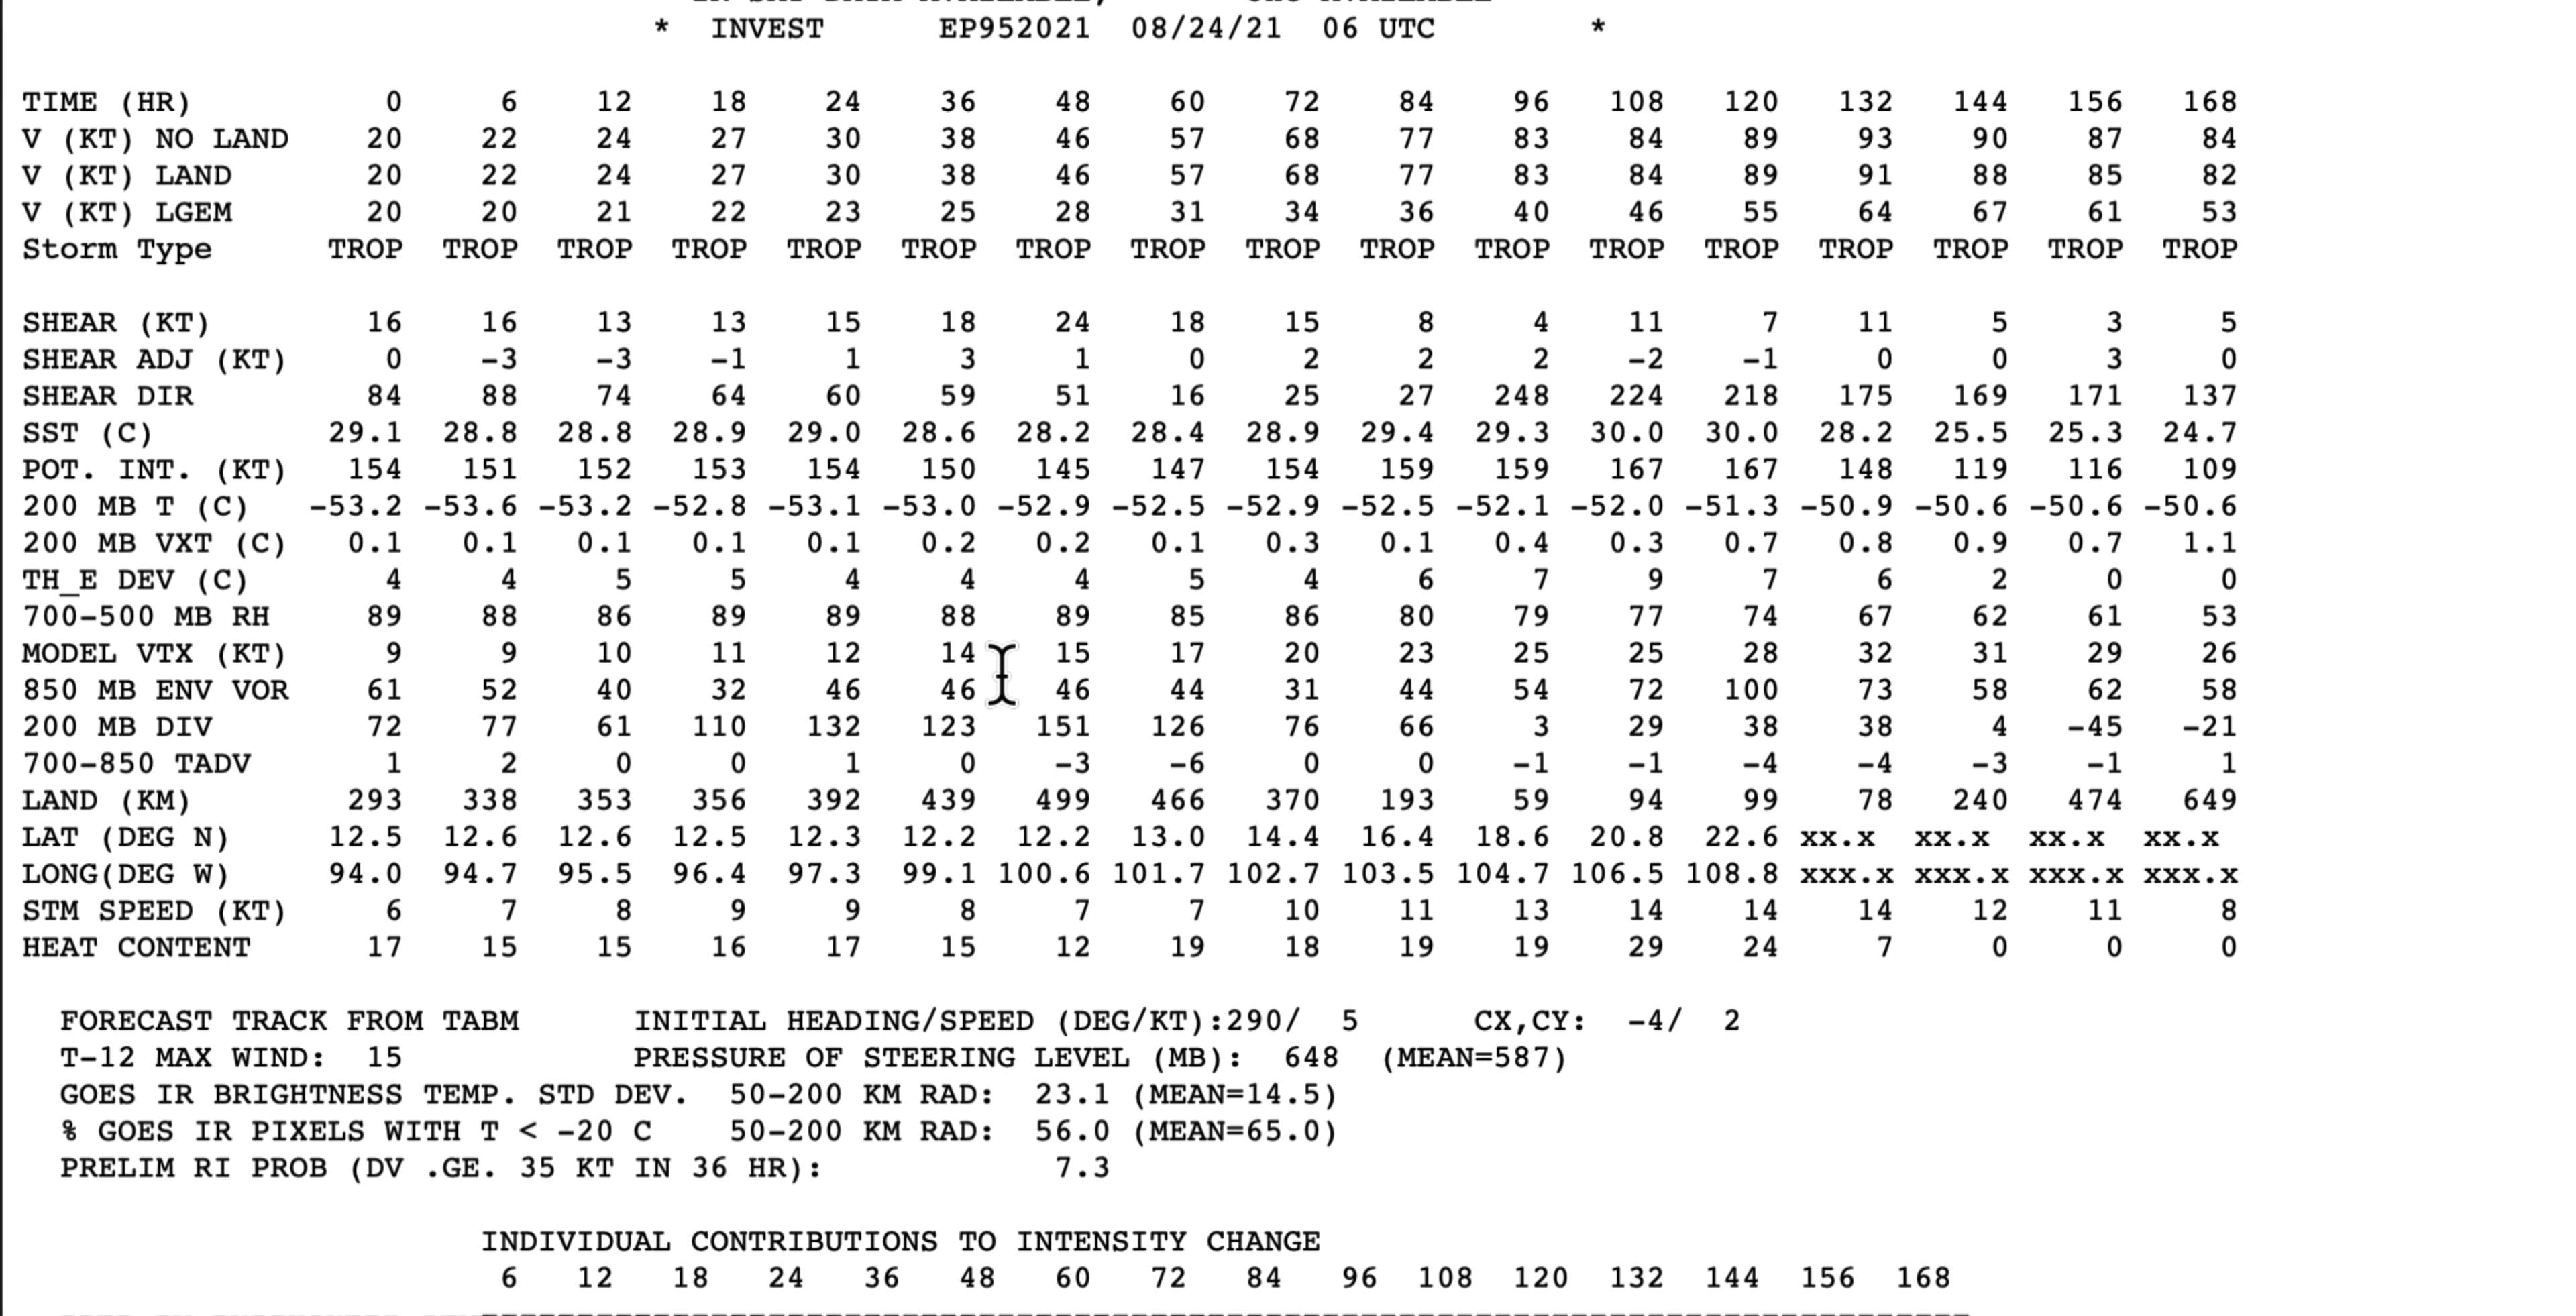 * INVEST EP952021 08/24/21 06 UTC *
TIME (HR) 0 6 12 18 24 36 48 60 72 84 96 108 120 132 144 156 168
V (KT) NO LAND 20 22 24 27 30 38 46 57 68 77 83 84 89 93 90 87 84
V (KT) LAND 20 22 24 27 30 38 46 57 68 77 83 84 89 91 88 85 82
V (KT) LGEM 20 20 21 22 23 25 28 31 34 36 40 46 55 64 67 61 53
Storm Type TROP TROP TROP TROP TROP TROP TROP TROP TROP TROP TROP TROP TROP TROP TROP TROP TROP
SHEAR (KT) 16 16 13 13 15 18 24 18 15 8 4 11 7 11 5 3 5
SHEAR ADJ (KT) 0 -3 -3 -1 1 3 1 0 2 2 2 -2 -1 0 0 3 0
SHEAR DIR 84 88 74 64 60 59 51 16 25 27 248 224 218 175 169 171 137
SST (C) 29.1 28.8 28.8 28.9 29.0 28.6 28.2 28.4 28.9 29.4 29.3 30.0 30.0 28.2 25.5 25.3 24.7
POT. INT. (KT) 154 151 152 153 154 150 145 147 154 159 159 167 167 148 119 116 109
200 MB T (C) -53.2 -53.6 -53.2 -52.8 -53.1 -53.0 -52.9 -52.5 -52.9 -52.5 -52.1 -52.0 -51.3 -50.9 -50.6 -50.6 -50.6
200 MB VXT (C) 0.1 0.1 0.1 0.1 0.1 0.2 0.2 0.1 0.3 0.1 0.4 0.3 0.7 0.8 0.9 0.7 1.1
TH_E DEV (C) 4 4 5 5 4 4 4 5 4 6 7 9 7 6 2 0 0
700-500 MB RH 89 88 86 89 89 88 89 85 86 80 79 77 74 67 62 61 53
MODEL VTX (KT) 9 9 10 11 12 14 15 17 20 23 25 25 28 32 31 29 26
850 MB ENV VOR 61 52 40 32 46 46 46 44 31 44 54 72 100 73 58 62 58
200 MB DIV 72 77 61 110 132 123 151 126 76 66 3 29 38 38 4 -45 -21
700-850 TADV 1 2 0 0 1 0 -3 -6 0 0 -1 -1 -4 -4 -3 -1 1
LAND (KM) 293 338 353 356 392 439 499 466 370 193 59 94 99 78 240 474 649
LAT (DEG N) 12.5 12.6 12.6 12.5 12.3 12.2 12.2 13.0 14.4 16.4 18.6 20.8 22.6 xx.x xx.x xx.x xx.x
LONG(DEG W) 94.0 94.7 95.5 96.4 97.3 99.1 100.6 101.7 102.7 103.5 104.7 106.5 108.8 xxx.x xxx.x xxx.x xxx.x
STM SPEED (KT) 6 7 8 9 9 8 7 7 10 11 13 14 14 14 12 11 8
HEAT CONTENT 17 15 15 16 17 15 12 19 18 19 19 29 24 7 0 0 0
FORECAST TRACK FROM TABM INITIAL HEADING/SPEED (DEG/KT):290/ 5 CX,CY: -4/ 2
T-12 MAX WIND: 15 PRESSURE OF STEERING LEVEL (MB): 648 (MEAN=587)
GOES IR BRIGHTNESS TEMP. STD DEV. 50-200 KM RAD: 23.1 (MEAN=14.5)
% GOES IR PIXELS WITH T < -20 C 50-200 KM RAD: 56.0 (MEAN=65.0)
PRELIM RI PROB (DV .GE. 35 KT IN 36 HR): 7.3
INDIVIDUAL CONTRIBUTIONS TO INTENSITY CHANGE
6 12 18 24 36 48 60 72 84 96 108 120 132 144 156 168